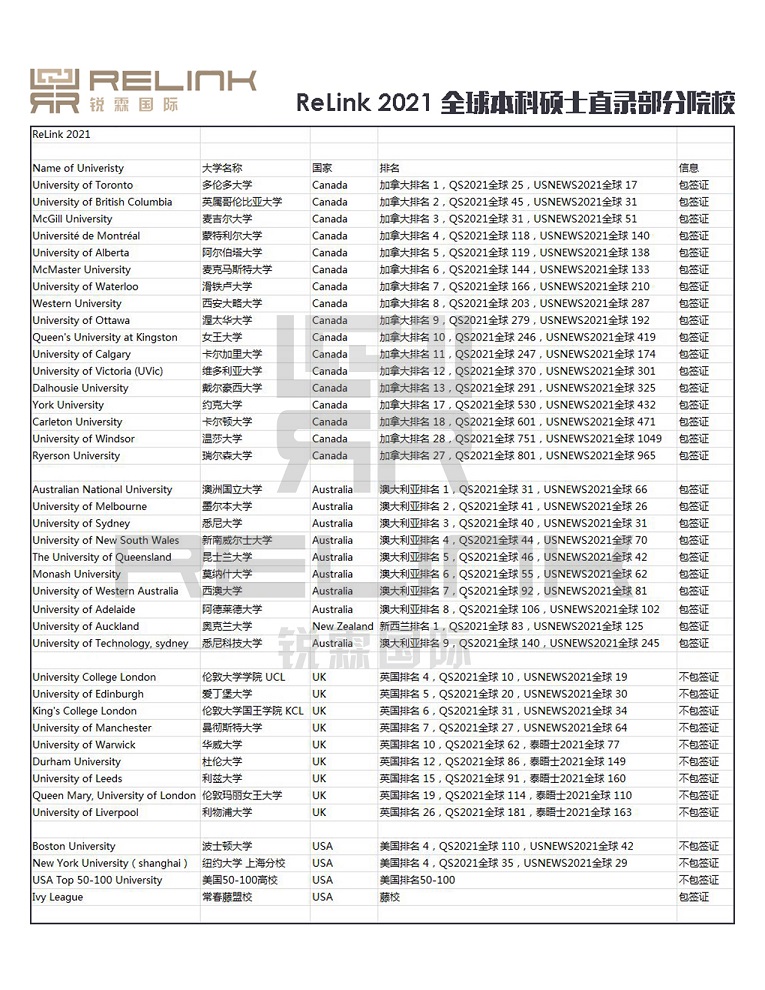 RELINK
锐霖国际
ReLink 2021 全球本科硕士直录部分院校
ReLink 2021
Name of Univeristy 大学名称 国家 排名 信息
University of Toronto 多伦多大学 Canada 加拿大排名 1，QS2021全球 25，USNEWS2021全球 17 包签证
University of British Columbia 英属哥伦比亚大学 Canada 加拿大排名 2，QS2021全球 45，USNEWS2021全球 31 包签证
McGill University 麦吉尔大学 Canada 加拿大排名 3，QS2021全球 31，USNEWS2021全球 51 包签证
Université de Montréal 蒙特利尔大学 Canada 加拿大排名 4，QS2021全球 118，USNEWS2021全球 140 包签证
University of Alberta 阿尔伯塔大学 Canada 加拿大排名 5，QS2021全球 119，USNEWS2021全球 138 包签证
McMaster University 麦克马斯特大学 Canada 加拿大排名 6，QS2021全球 144，USNEWS2021全球 133 包签证
University of Waterloo 滑铁卢大学 Canada 加拿大排名 7，QS2021全球 166，USNEWS2021全球 210 包签证
Western University 西安大略大学 Canada 加拿大排名 8，QS2021全球 203，USNEWS2021全球 287 包签证
University of Ottawa 渥太华大学 Canada 加拿大排名 9，QS2021全球 279，USNEWS2021全球 192 包签证
Queen's University at Kingston 女王大学 Canada 加拿大排名 10，QS2021全球 246，USNEWS2021全球 419 包签证
University of Calgary 卡尔加里大学 Canada 加拿大排名 11，QS2021全球 247，USNEWS2021全球 174 包签证
University of Victoria (UVic) 维多利亚大学 Canada 加拿大排名 12，QS2021全球 370，USNEWS2021全球 301 包签证
Dalhousie University 戴尔豪西大学 Canada 加拿大排名 13，QS2021全球 291，USNEWS2021全球 325 包签证
York University 约克大学 Canada 加拿大排名 17，QS2021全球 530，USNEWS2021全球 432 包签证
Carleton University 卡尔顿大学 Canada 加拿大排名 18，QS2021全球 601，USNEWS2021全球 471 包签证
University of Windsor 温莎大学 Canada 加拿大排名 28，QS2021全球 751，USNEWS2021全球 1049 包签证
Ryerson University 瑞尔森大学 Canada 加拿大排名 27，QS2021全球 801，USNEWS2021全球 965 包签证
Australian National University 澳洲国立大学 Australia 澳大利亚排名 1，QS2021全球 31，USNEWS2021全球 66 包签证
University of Melbourne 墨尔本大学 Australia 澳大利亚排名 2，QS2021全球 41，USNEWS2021全球 26 包签证
University of Sydney 悉尼大学 Australia 澳大利亚排名 3，QS2021全球 40，USNEWS2021全球 31 包签证
University of New South Wales 新南威尔士大学 Australia 澳大利亚排名 4，QS2021全球 44，USNEWS2021全球 70 包签证
The University of Queensland 昆士兰大学 Australia 澳大利亚排名 5，QS2021全球 46，USNEWS2021全球 42 包签证
Monash University 莫纳什大学 Australia 澳大利亚排名 6，QS2021全球 55，USNEWS2021全球 62 包签证
University of Western Australia 西澳大学 Australia 澳大利亚排名 7，QS2021全球 92，USNEWS2021全球 81 包签证
University of Adelaide 阿德莱德大学 Australia 澳大利亚排名 8，QS2021全球 106，USNEWS2021全球 102 包签证
University of Auckland 奥克兰大学 New Zealand 新西兰排名 1，QS2021全球 83，USNEWS2021全球 125 包签证
University of Technology, sydney 悉尼科技大学 Australia 澳大利亚排名 9，QS2021全球 140，USNEWS2021全球 245 包签证
University College London 伦敦大学学院 UCL UK 英国排名 4，QS2021全球 10，USNEWS2021全球 19 不包签证
University of Edinburgh 爱丁堡大学 UK 英国排名 5，QS2021全球 20，USNEWS2021全球 30 不包签证
King's College London 伦敦大学国王学院 KCL UK 英国排名 6，QS2021全球 31，USNEWS2021全球 34 不包签证
University of Manchester 曼彻斯特大学 UK 英国排名 7，QS2021全球 27，USNEWS2021全球 64 不包签证
University of Warwick 华威大学 UK 英国排名 10，QS2021全球 62，泰晤士2021全球 77 不包签证
Durham University 杜伦大学 UK 英国排名 12，QS2021全球 86，泰晤士2021全球 149 不包签证
University of Leeds 利兹大学 UK 英国排名 15，QS2021全球 91，泰晤士2021全球 160 不包签证
Queen Mary, University of London 伦敦玛丽女王大学 UK 英国排名 19，QS2021全球 114，泰晤士2021全球 110 不包签证
University of Liverpool 利物浦大学 UK 英国排名 26，QS2021全球 181，泰晤士2021全球 163 不包签证
Boston University 波士顿大学 USA 美国排名 4，QS2021全球 110，USNEWS2021全球 42 不包签证
New York University（shanghai） 纽约大学 上海分校 USA 美国排名 4，QS2021全球 35，USNEWS2021全球 29 不包签证
USA Top 50-100 University 美国50-100高校 USA 美国排名50-100 不包签证
Ivy League 常春藤盟校 USA 藤校 包签证
RELINK
锐霖国际